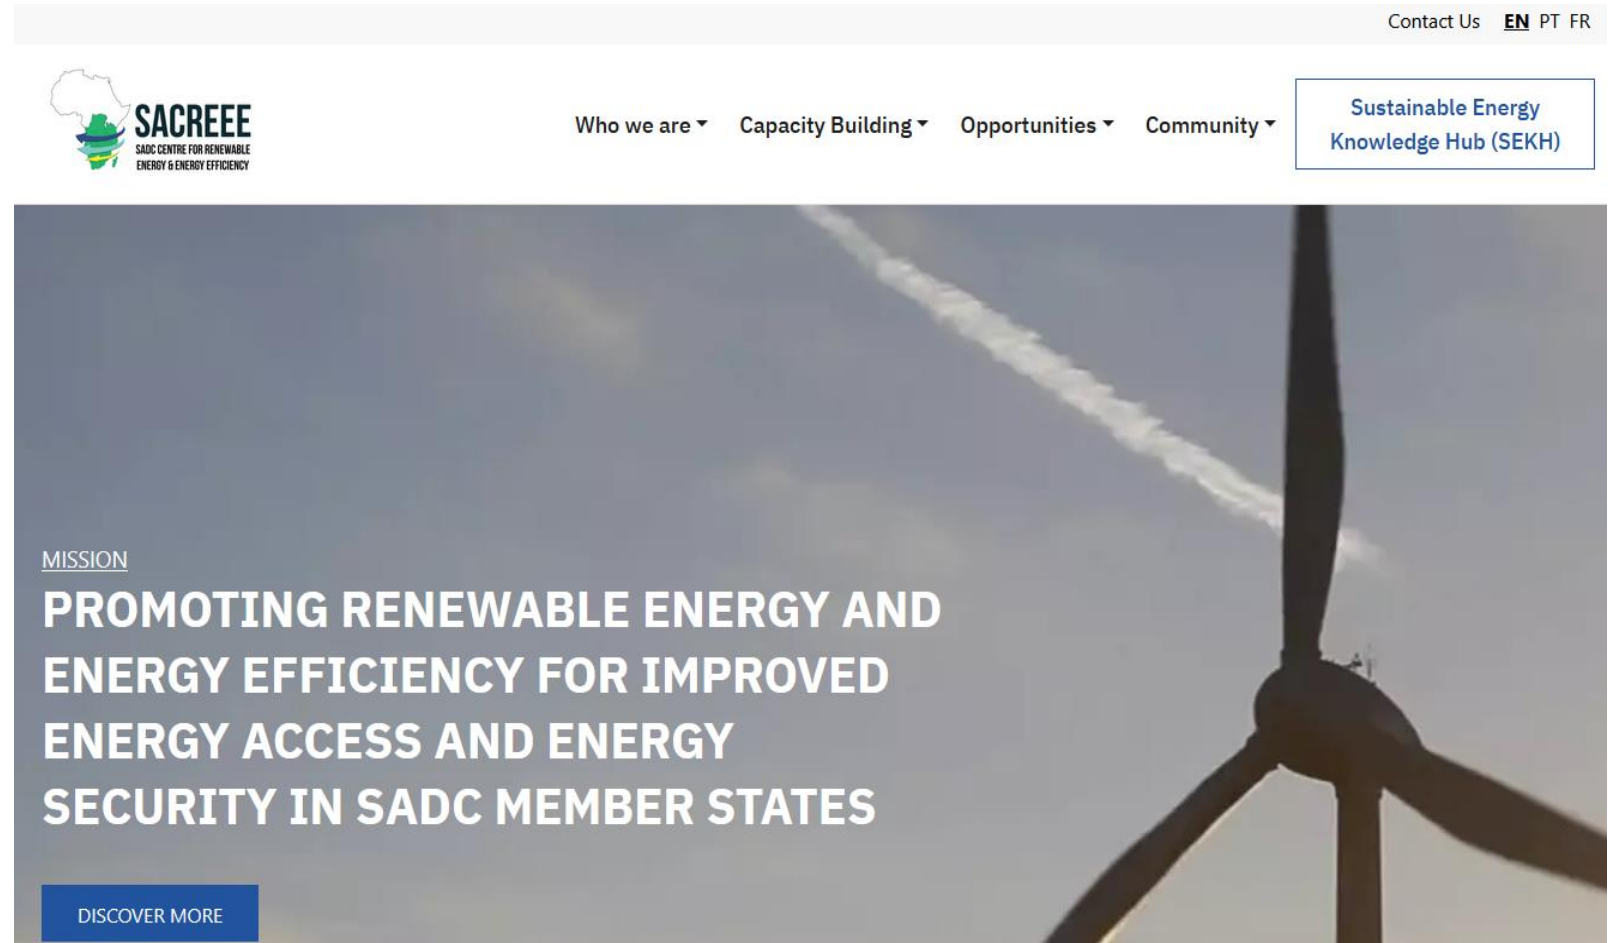 Contact Us EN PT FR
SACREEE
SADC CENTRE FOR RENEWABLE
ENERGY & ENERGY EFFICIENCY
Who we are Capacity Building Opportunities Community
Sustainable Energy
Knowledge Hub (SEKH)
MISSION
PROMOTING RENEWABLE ENERGY AND
ENERGY EFFICIENCY FOR IMPROVED
ENERGY ACCESS AND ENERGY
SECURITY IN SADC MEMBER STATES
DISCOVER MORE